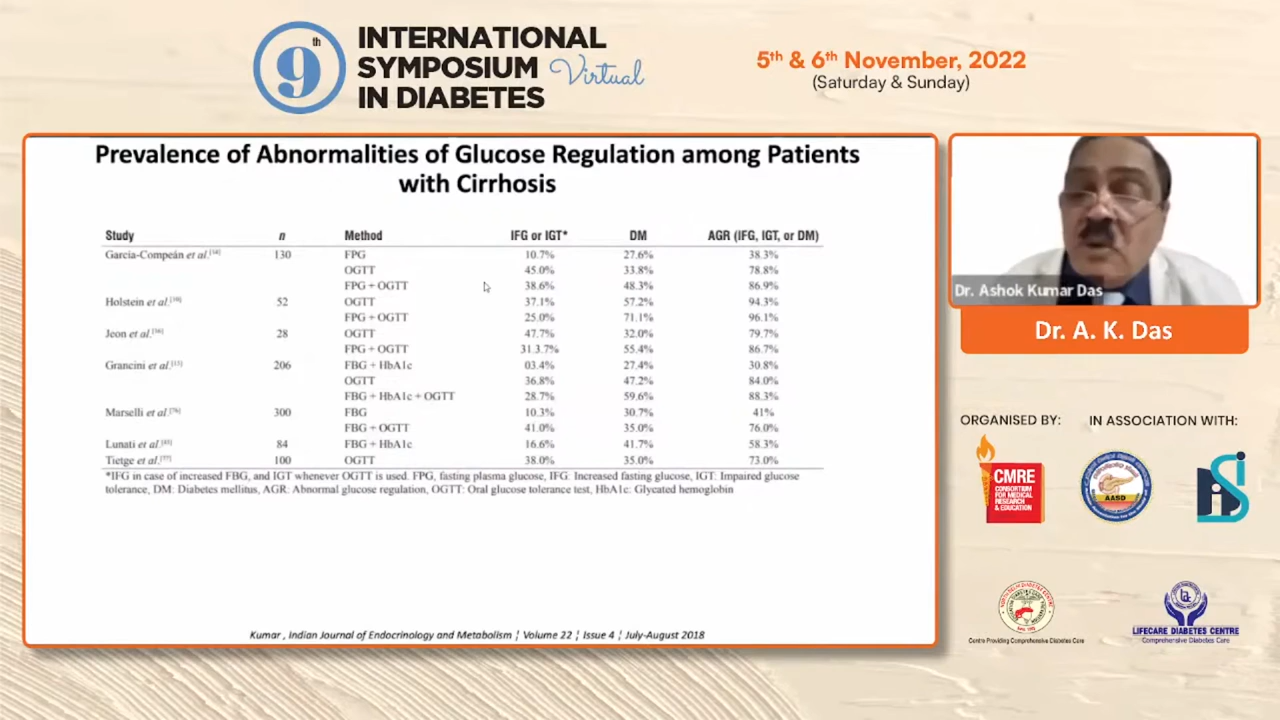 9th
INTERNATIONAL
SYMPOSIUM Virtual
IN DIABETES
5th & 6th November, 2022
(Saturday & Sunday)
Prevalence of Abnormalities of Glucose Regulation among Patients
with Cirrhosis
Study n Method IFG or IGT* DM AGR (IFG, IGT, or DM)
García-Compeán et al. 130 FPG 10.7% 27.6% 38.3%
OGTT 45.0% 33.8% 78.8%
FPG + OGTT 38.6% 48.3% 86.9%
Holstein et al. 52 OGTT 37.1% 57.2% 94.3%
FPG + OGTT 25.0% 71.1% 96.1%
Jeon et al. 28 OGTT 47.7% 32.0% 79.7%
FPG + OGTT 31.3.7% 55.4% 86.7%
Grancini et al. 206 FBG + HbA1c 03.4% 27.4% 30.8%
OGTT 36.8% 47.2% 84.0%
FBG + HbA1c + OGTT 28.7% 59.6% 88.3%
Marselli et al. 300 FBG 10.3% 30.7% 41%
FBG + OGTT 41.0% 35.0% 76.0%
Lunati et al. 84 FBG + HbA1c 16.6% 41.7% 58.3%
Tietge et al. 100 OGTT 38.0% 35.0% 73.0%
*IFG in case of increased FBG, and IGT whenever OGTT is used. FPG, fasting plasma glucose, IFG: Increased fasting glucose, IGT: Impaired glucose
tolerance, DM: Diabetes mellitus, AGR: Abnormal glucose regulation, OGTT: Oral glucose tolerance test, HbA1c: Glycated hemoglobin
Kumar , Indian Journal of Endocrinology and Metabolism ¦ Volume 22 ¦ Issue 4 ¦ July-August 2018
Dr. Ashok Kumar Das
Dr. A. K. Das
ORGANISED BY:
IN ASSOCIATION WITH:
CMRE
CONSORTIUM
FOR MEDICAL
RESEARCH
& EDUCATION
AASD
Centre Providing Comprehensive Diabetes Care
LIFECARE DIABETES CENTRE
Comprehensive Diabetes Care